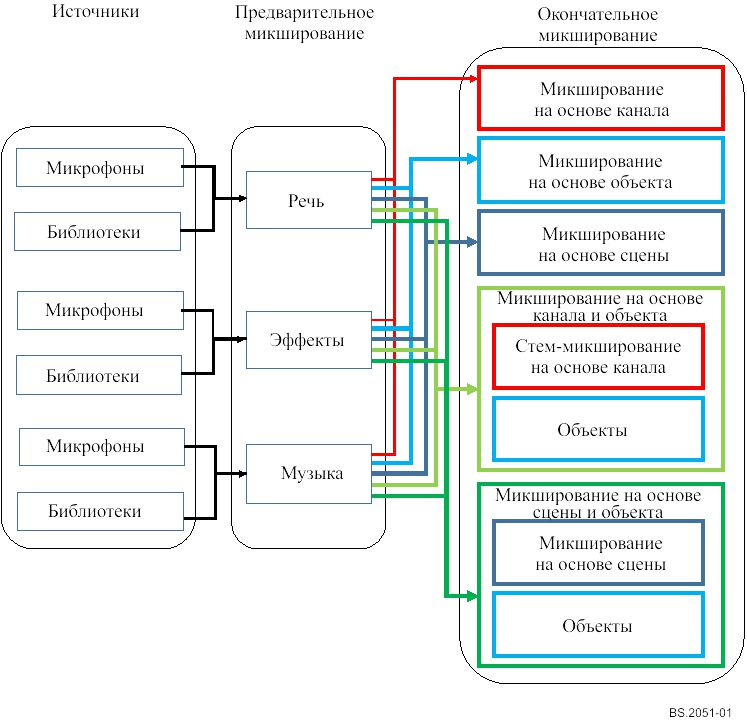 Источники
Предварительное
микширование
Окончательное
микширование
Микрофоны
Библиотеки
Микрофоны
Библиотеки
Микрофоны
Библиотеки
Речь
Эффекты
Музыка
Микширование
на основе канала
Микширование
на основе объекта
Микширование
на основе сцены
Микширование на основе
канала и объекта
Стем-микширование
на основе канала
Объекты
Микширование на основе
сцены и объекта
Микширование
на основе сцены
Объекты
BS.2051-01